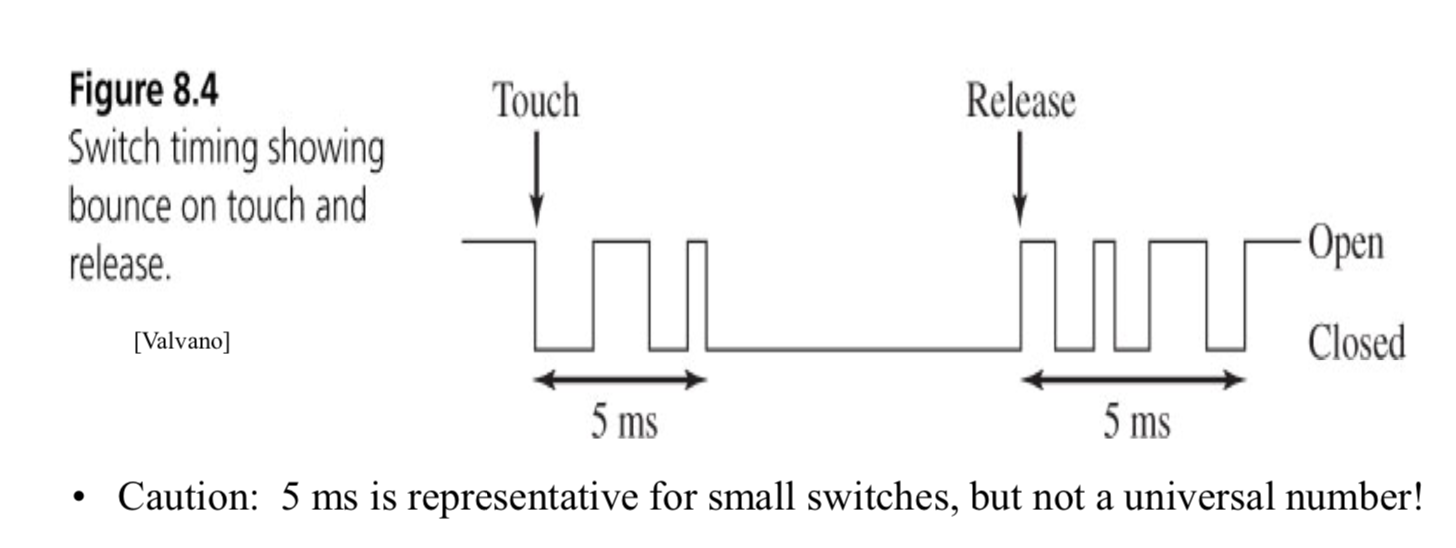 Figure 8.4
Switch timing showing
bounce on touch and
release.
[Valvano]
Touch
Release
Open
Closed
5 ms
5 ms
• Caution:  5 ms is representative for small switches, but not a universal number!